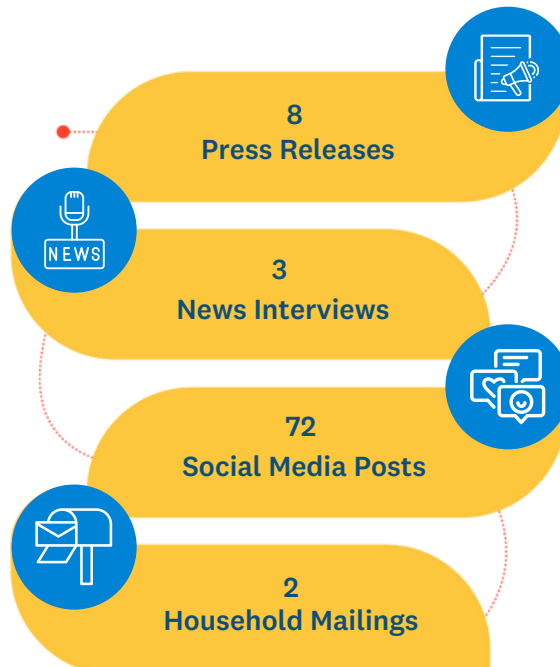 8
Press Releases
NEWS
3
News Interviews
72
Social Media Posts
2
Household Mailings